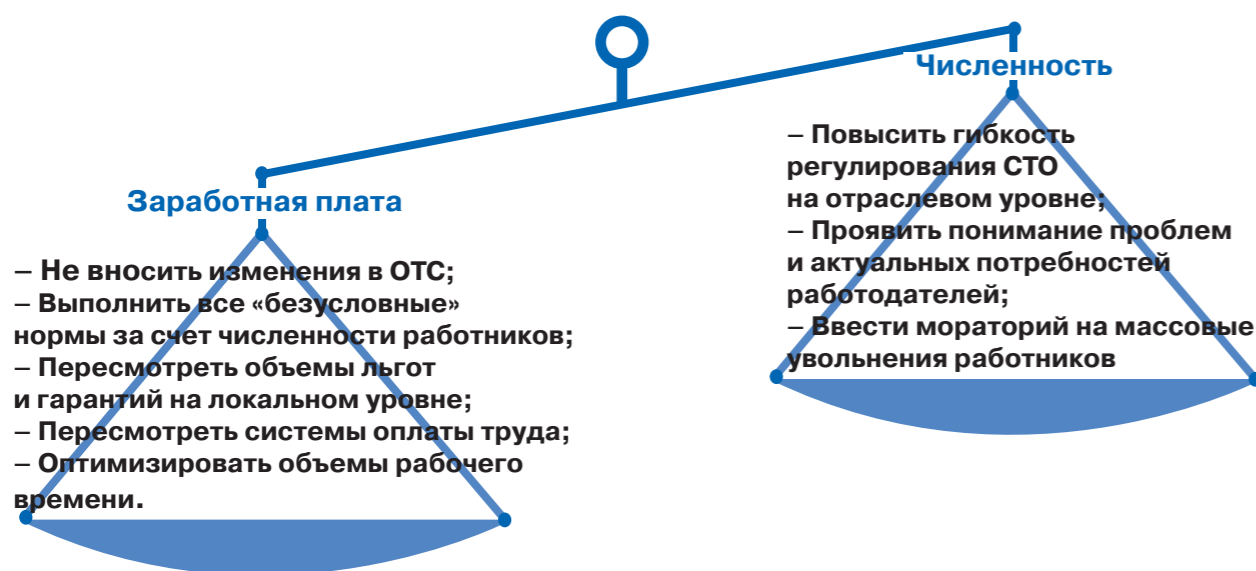 Численность
– Повысить гибкость
регулирования СТО
на отраслевом уровне;
– Проявить понимание проблем
и актуальных потребностей
работодателей;
– Ввести мораторий на массовые
увольнения работников
Заработная плата
– Не вносить изменения в ОТС;
– Выполнить все «безусловные»
нормы за счет численности работников;
– Пересмотреть объемы льгот
и гарантий на локальном уровне;
– Пересмотреть системы оплаты труда;
– Оптимизировать объемы рабочего
времени.